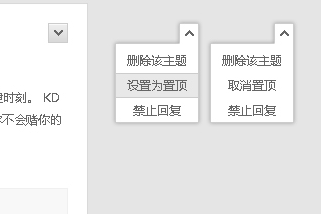 时刻。 KD
不会赌你的
删除该主题
设置为置顶
禁止回复
删除该主题
取消置顶
禁止回复